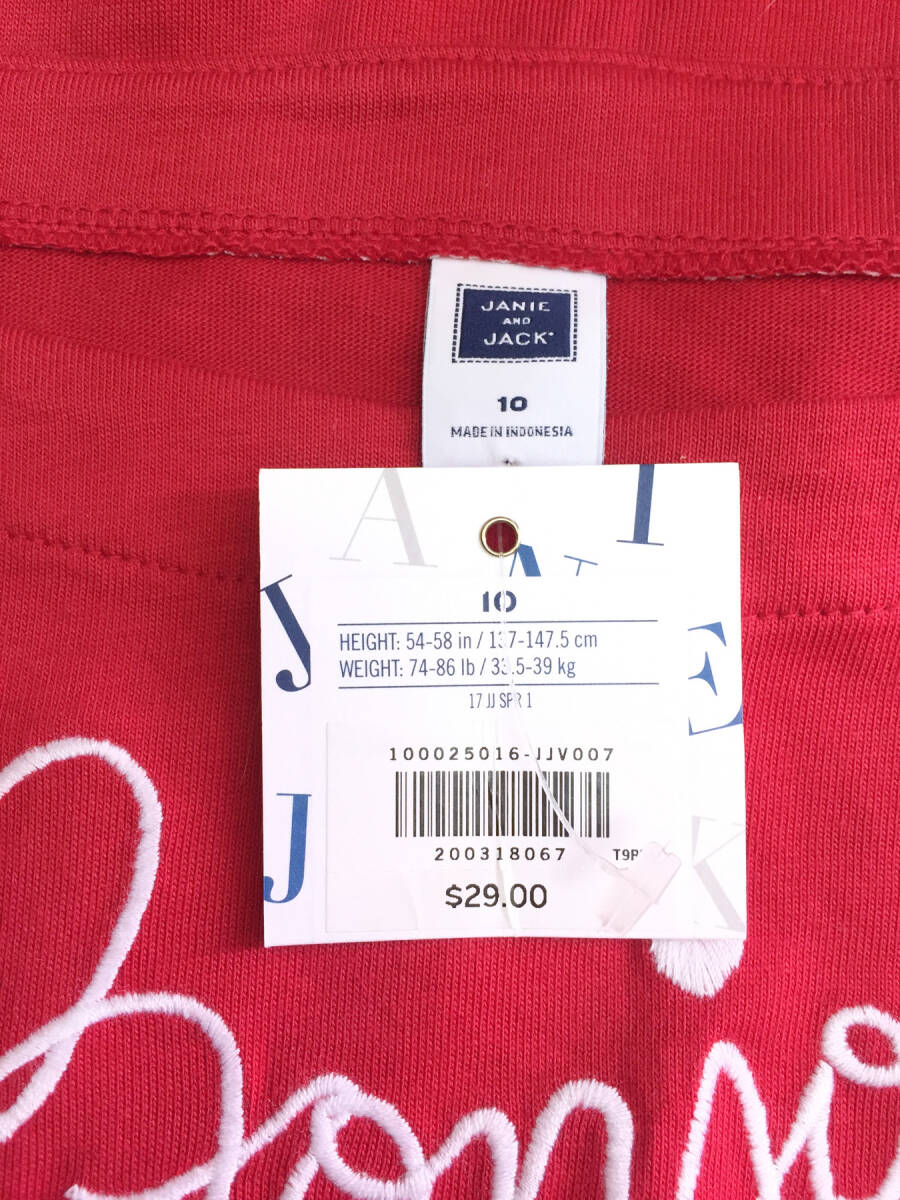 JANIE
AND
JACK
10
MADE IN INDONESIA
10
HEIGHT: 54-58 in / 137-147.5 cm
WEIGHT: 74-86 lb / 33.5-39 kg
17 JJ SPR 1
100025016-JJV007
200318067
$29.00